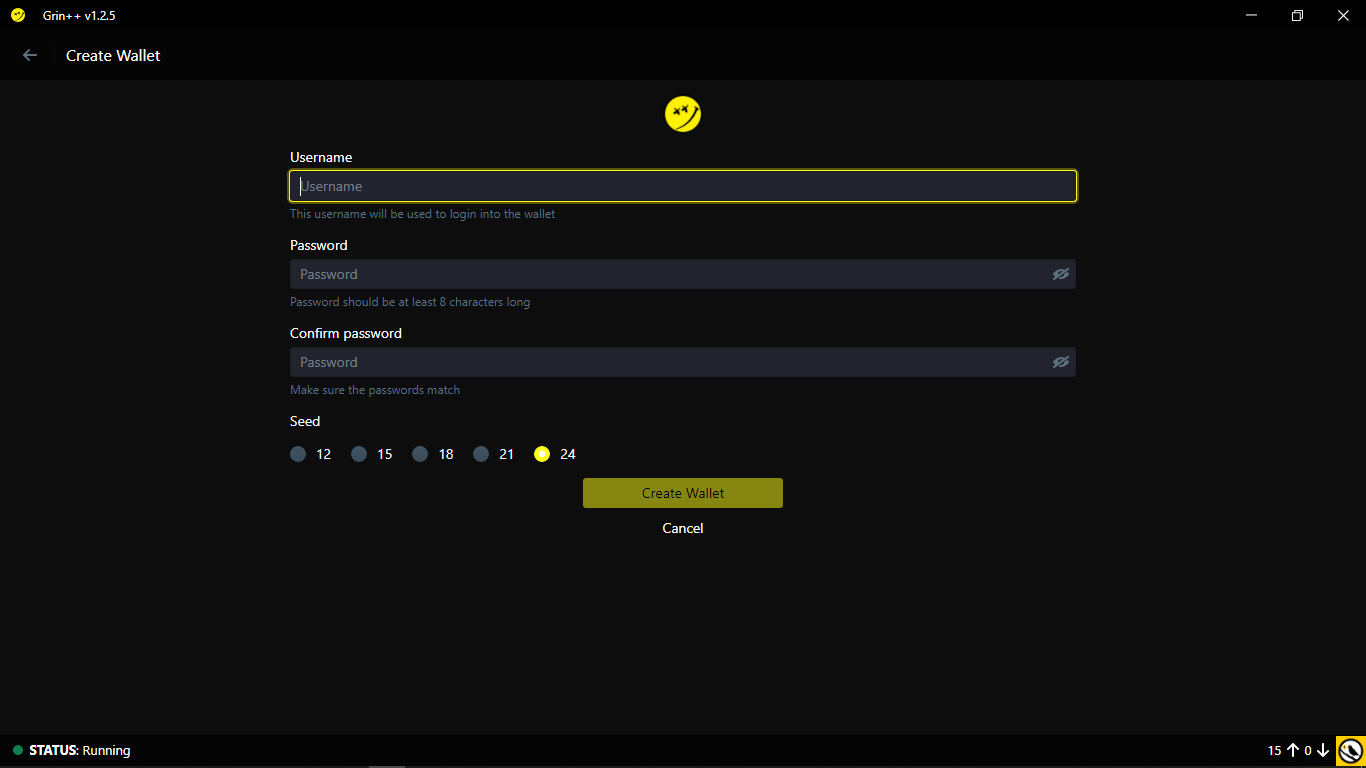 Grin++ v1.2.5
Create Wallet
Username
Username
This username will be used to login into the wallet
Password
Password
Password should be at least 8 characters long
Confirm password
Password
Make sure the passwords match
Seed
12 15 18 21 24
Create Wallet
Cancel
STATUS: Running 15 ↑ 0 ↓